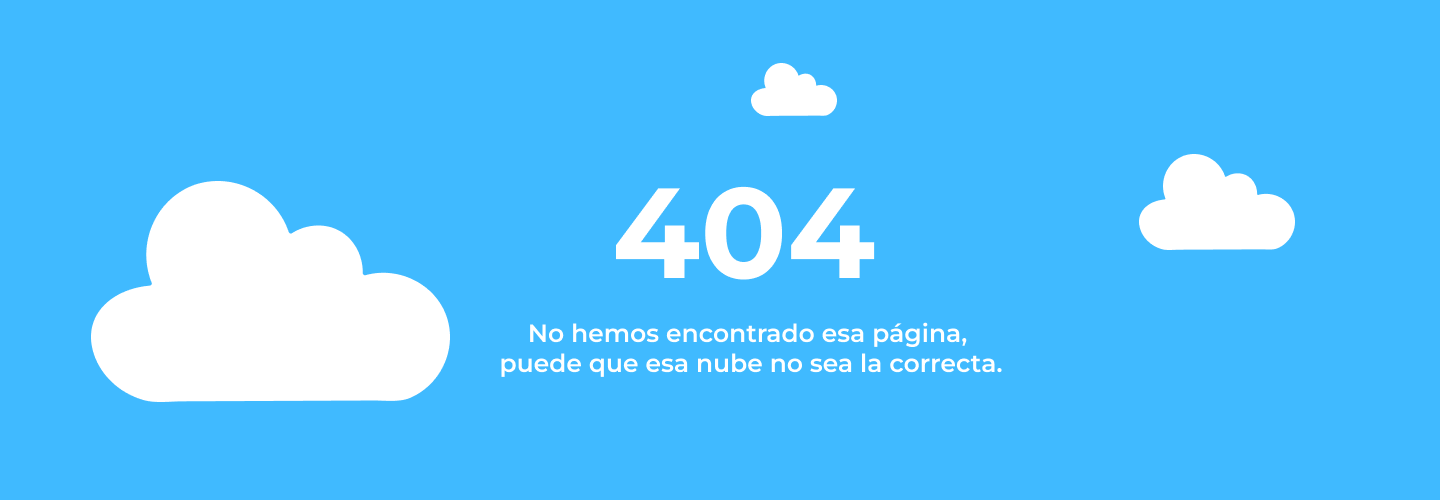 404
No hemos encontrado esa página,
puede que esa nube no sea la correcta.